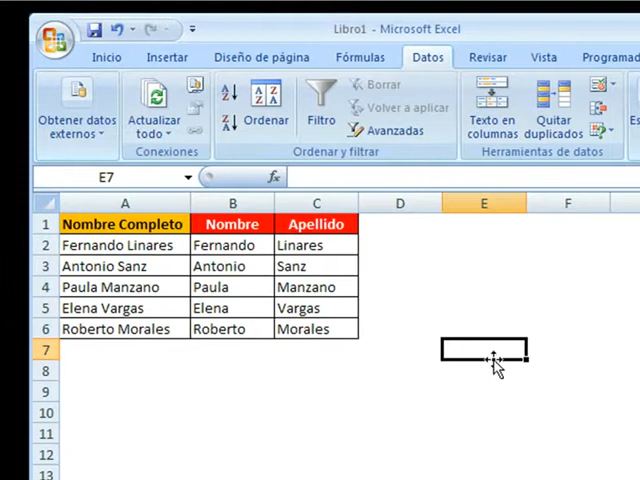 Libro1 - Microsoft Excel
Inicio Insertar Diseño de página Fórmulas Datos Revisar Vista Programad
Obtener datos externos
Actualizar todo
Conexiones
Ordenar
Filtro
Borrar
Volver a aplicar
Avanzadas
Ordenar y filtrar
Texto en columnas
Quitar duplicados
Herramientas de datos
Es
E7 fx
A B C D E F
1 Nombre Completo Nombre Apellido
2 Fernando Linares Fernando Linares
3 Antonio Sanz Antonio Sanz
4 Paula Manzano Paula Manzano
5 Elena Vargas Elena Vargas
6 Roberto Morales Roberto Morales
7
8
9
10
11
12
13